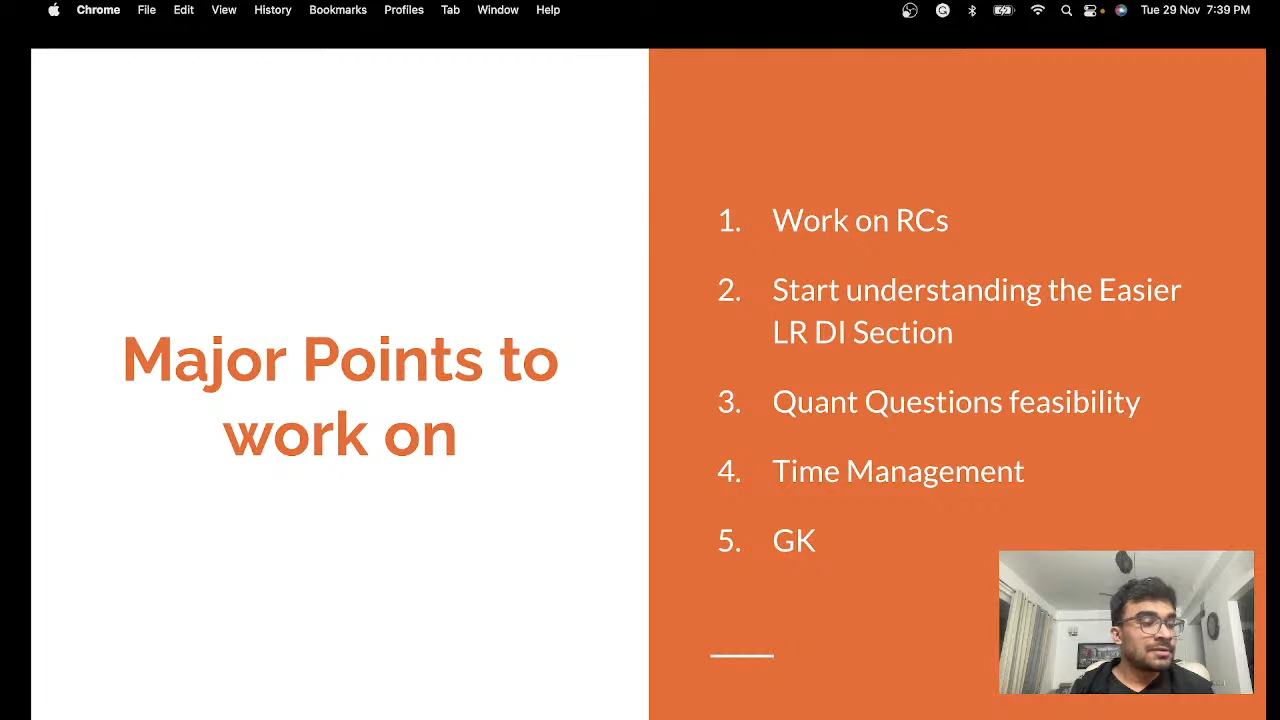 Chrome File Edit View History Bookmarks Profiles Tab Window Help Tue 29 Nov 7:39 PM
Major Points to
work on
1. Work on RCs
2. Start understanding the Easier
LR DI Section
3. Quant Questions feasibility
4. Time Management
5. GK